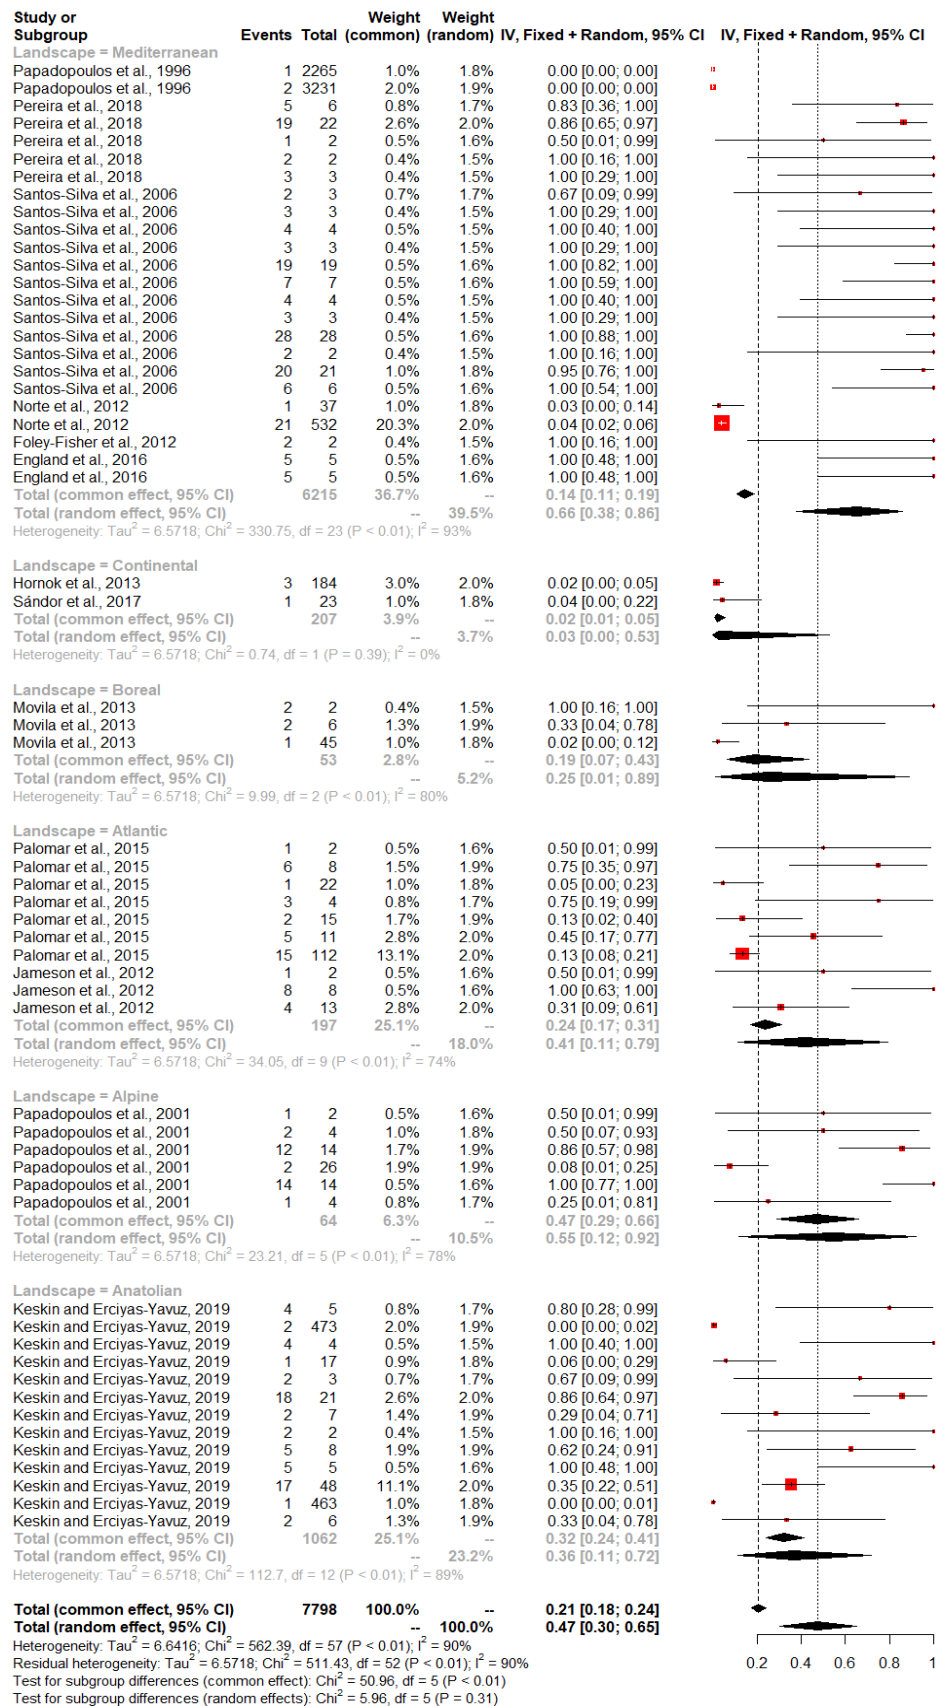 Study or Weight Weight
Subgroup Events Total (common) (random) IV, Fixed + Random, 95% CI IV, Fixed + Random, 95% CI
Landscape = Mediterranean
Papadopoulos et al., 1996 1 2265 1.0% 1.8% 0.00 [0.00; 0.00]
Papadopoulos et al., 1996 2 3231 2.0% 1.9% 0.00 [0.00; 0.00]
Pereira et al., 2018 5 6 0.8% 1.7% 0.83 [0.36; 1.00]
Pereira et al., 2018 19 22 2.6% 2.0% 0.86 [0.65; 0.97]
Pereira et al., 2018 1 2 0.5% 1.6% 0.50 [0.01; 0.99]
Pereira et al., 2018 2 2 0.4% 1.5% 1.00 [0.16; 1.00]
Pereira et al., 2018 3 3 0.4% 1.5% 1.00 [0.29; 1.00]
Santos-Silva et al., 2006 2 3 0.7% 1.7% 0.67 [0.09; 0.99]
Santos-Silva et al., 2006 3 3 0.4% 1.5% 1.00 [0.29; 1.00]
Santos-Silva et al., 2006 4 4 0.5% 1.5% 1.00 [0.40; 1.00]
Santos-Silva et al., 2006 3 3 0.4% 1.5% 1.00 [0.29; 1.00]
Santos-Silva et al., 2006 19 19 0.5% 1.6% 1.00 [0.82; 1.00]
Santos-Silva et al., 2006 7 7 0.5% 1.6% 1.00 [0.59; 1.00]
Santos-Silva et al., 2006 4 4 0.5% 1.5% 1.00 [0.40; 1.00]
Santos-Silva et al., 2006 3 3 0.4% 1.5% 1.00 [0.29; 1.00]
Santos-Silva et al., 2006 28 28 0.5% 1.6% 1.00 [0.88; 1.00]
Santos-Silva et al., 2006 2 2 0.4% 1.5% 1.00 [0.16; 1.00]
Santos-Silva et al., 2006 20 21 1.0% 1.8% 0.95 [0.76; 1.00]
Santos-Silva et al., 2006 6 6 0.5% 1.6% 1.00 [0.54; 1.00]
Norte et al., 2012 1 37 1.0% 1.8% 0.03 [0.00; 0.14]
Norte et al., 2012 21 532 20.3% 2.0% 0.04 [0.02; 0.06]
Foley-Fisher et al., 2012 2 2 0.4% 1.5% 1.00 [0.16; 1.00]
England et al., 2016 5 5 0.5% 1.6% 1.00 [0.48; 1.00]
England et al., 2016 5 5 0.5% 1.6% 1.00 [0.48; 1.00]
Total (common effect, 95% CI) 6215 36.7% -- 0.14 [0.11; 0.19]
Total (random effect, 95% CI) -- 39.5% 0.66 [0.38; 0.86]
Heterogeneity: Tau² = 6.5718; Chi² = 330.75, df = 23 (P < 0.01); I² = 93%
Landscape = Continental
Hornok et al., 2013 3 184 3.0% 2.0% 0.02 [0.00; 0.05]
Sándor et al., 2017 1 23 1.0% 1.8% 0.04 [0.00; 0.22]
Total (common effect, 95% CI) 207 3.9% -- 0.02 [0.01; 0.05]
Total (random effect, 95% CI) -- 3.7% 0.03 [0.00; 0.53]
Heterogeneity: Tau² = 6.5718; Chi² = 0.74, df = 1 (P = 0.39); I² = 0%
Landscape = Boreal
Movila et al., 2013 2 2 0.4% 1.5% 1.00 [0.16; 1.00]
Movila et al., 2013 2 6 1.3% 1.9% 0.33 [0.04; 0.78]
Movila et al., 2013 1 45 1.0% 1.8% 0.02 [0.00; 0.12]
Total (common effect, 95% CI) 53 2.8% -- 0.19 [0.07; 0.43]
Total (random effect, 95% CI) -- 5.2% 0.25 [0.01; 0.89]
Heterogeneity: Tau² = 6.5718; Chi² = 9.99, df = 2 (P < 0.01); I² = 80%
Landscape = Atlantic
Palomar et al., 2015 1 2 0.5% 1.6% 0.50 [0.01; 0.99]
Palomar et al., 2015 6 8 1.5% 1.9% 0.75 [0.35; 0.97]
Palomar et al., 2015 1 22 1.0% 1.8% 0.05 [0.00; 0.23]
Palomar et al., 2015 3 4 0.8% 1.7% 0.75 [0.19; 0.99]
Palomar et al., 2015 2 15 1.7% 1.9% 0.13 [0.02; 0.40]
Palomar et al., 2015 5 11 2.8% 2.0% 0.45 [0.17; 0.77]
Palomar et al., 2015 15 112 13.1% 2.0% 0.13 [0.08; 0.21]
Jameson et al., 2012 1 2 0.5% 1.6% 0.50 [0.01; 0.99]
Jameson et al., 2012 8 8 0.5% 1.6% 1.00 [0.63; 1.00]
Jameson et al., 2012 4 13 2.8% 2.0% 0.31 [0.09; 0.61]
Total (common effect, 95% CI) 197 25.1% -- 0.24 [0.17; 0.31]
Total (random effect, 95% CI) -- 18.0% 0.41 [0.11; 0.79]
Heterogeneity: Tau² = 6.5718; Chi² = 34.05, df = 9 (P < 0.01); I² = 74%
Landscape = Alpine
Papadopoulos et al., 2001 1 2 0.5% 1.6% 0.50 [0.01; 0.99]
Papadopoulos et al., 2001 2 4 1.0% 1.8% 0.50 [0.07; 0.93]
Papadopoulos et al., 2001 12 14 1.7% 1.9% 0.86 [0.57; 0.98]
Papadopoulos et al., 2001 2 26 1.9% 1.9% 0.08 [0.01; 0.25]
Papadopoulos et al., 2001 14 14 0.5% 1.6% 1.00 [0.77; 1.00]
Papadopoulos et al., 2001 1 4 0.8% 1.7% 0.25 [0.01; 0.81]
Total (common effect, 95% CI) 64 6.3% -- 0.47 [0.29; 0.66]
Total (random effect, 95% CI) -- 10.5% 0.55 [0.12; 0.92]
Heterogeneity: Tau² = 6.5718; Chi² = 23.21, df = 5 (P < 0.01); I² = 78%
Landscape = Anatolian
Keskin and Erciyas-Yavuz, 2019 4 5 0.8% 1.7% 0.80 [0.28; 0.99]
Keskin and Erciyas-Yavuz, 2019 2 473 2.0% 1.9% 0.00 [0.00; 0.02]
Keskin and Erciyas-Yavuz, 2019 4 4 0.5% 1.5% 1.00 [0.40; 1.00]
Keskin and Erciyas-Yavuz, 2019 1 17 0.9% 1.8% 0.06 [0.00; 0.29]
Keskin and Erciyas-Yavuz, 2019 2 3 0.7% 1.7% 0.67 [0.09; 0.99]
Keskin and Erciyas-Yavuz, 2019 18 21 2.6% 2.0% 0.86 [0.64; 0.97]
Keskin and Erciyas-Yavuz, 2019 2 7 1.4% 1.9% 0.29 [0.04; 0.71]
Keskin and Erciyas-Yavuz, 2019 2 2 0.4% 1.5% 1.00 [0.16; 1.00]
Keskin and Erciyas-Yavuz, 2019 5 8 1.9% 1.9% 0.62 [0.24; 0.91]
Keskin and Erciyas-Yavuz, 2019 5 5 0.5% 1.6% 1.00 [0.48; 1.00]
Keskin and Erciyas-Yavuz, 2019 17 48 11.1% 2.0% 0.35 [0.22; 0.51]
Keskin and Erciyas-Yavuz, 2019 1 463 1.0% 1.8% 0.00 [0.00; 0.01]
Keskin and Erciyas-Yavuz, 2019 2 6 1.3% 1.9% 0.33 [0.04; 0.78]
Total (common effect, 95% CI) 1062 25.1% -- 0.32 [0.24; 0.41]
Total (random effect, 95% CI) -- 23.2% 0.36 [0.11; 0.72]
Heterogeneity: Tau² = 6.5718; Chi² = 112.7, df = 12 (P < 0.01); I² = 89%
Total (common effect, 95% CI) 7798 100.0% -- 0.21 [0.18; 0.24]
Total (random effect, 95% CI) -- 100.0% 0.47 [0.30; 0.65]
Heterogeneity: Tau² = 6.6416; Chi² = 562.39, df = 57 (P < 0.01); I² = 90%
Residual heterogeneity: Tau² = 6.5718; Chi² = 511.43, df = 52 (P < 0.01); I² = 90%
0.2 0.4 0.6 0.8 1
Test for subgroup differences (common effect): Chi² = 50.96, df = 5 (P < 0.01)
Test for subgroup differences (random effects): Chi² = 5.96, df = 5 (P = 0.31)